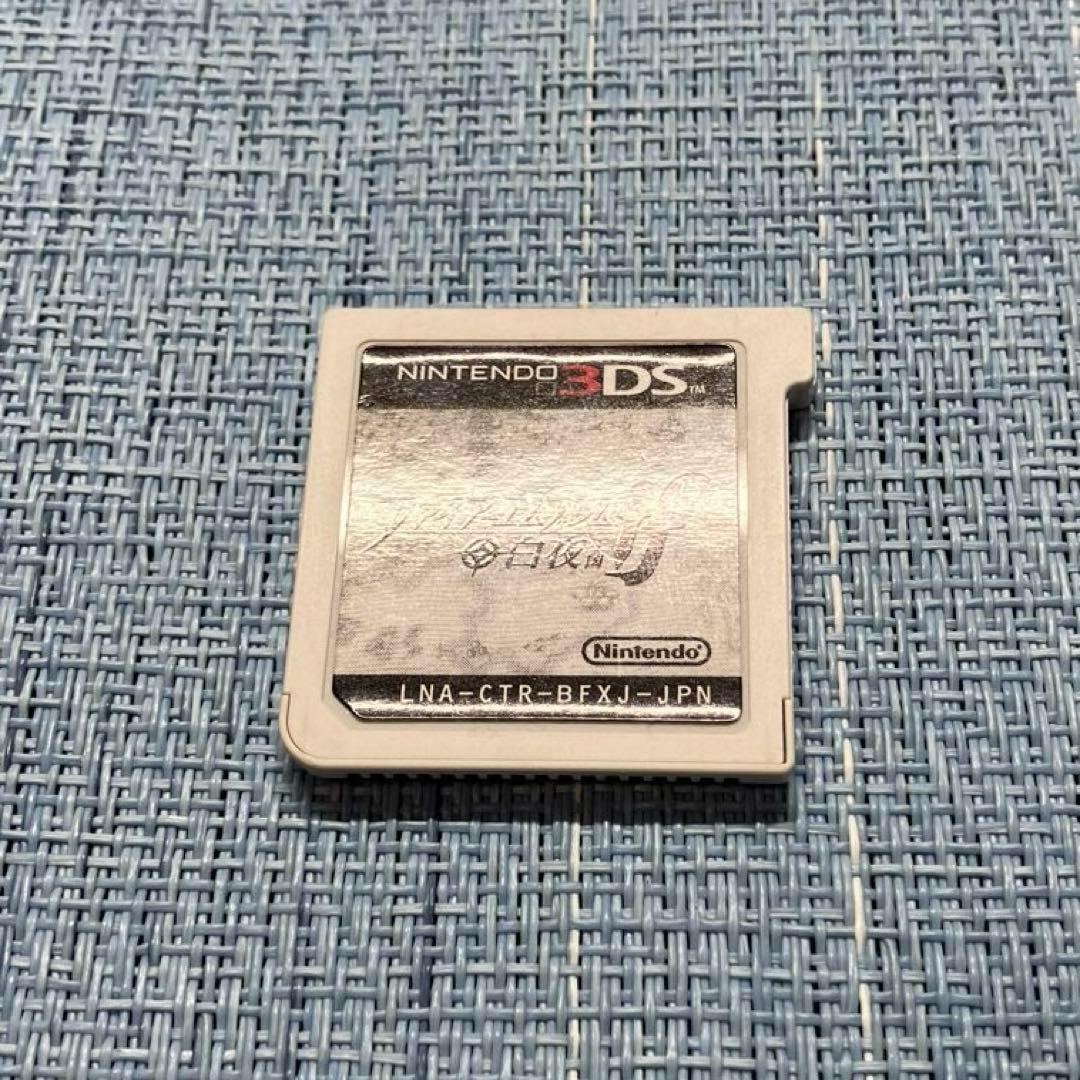 NINTENDO 3DS™
ファイアーエムブレムif
白夜王国
Nintendo®
LNA-CTR-BFXJ-JPN